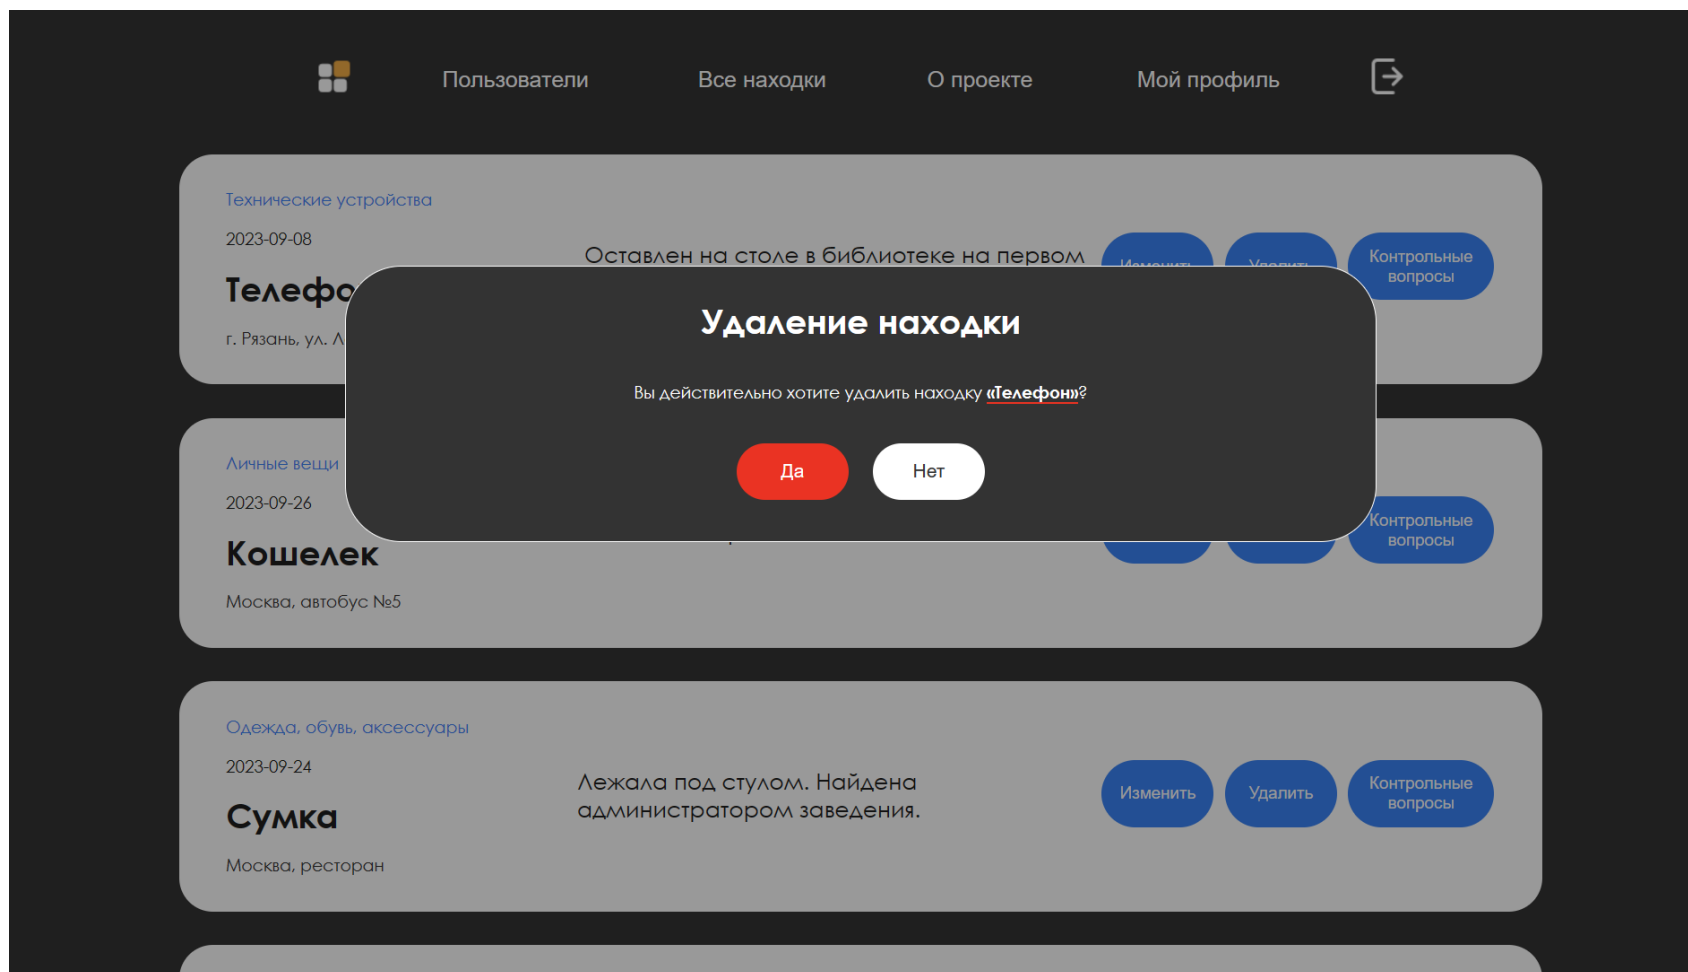 Пользователи
Все находки
О проекте
Мой профиль
Технические устройства
2023-09-08
Оставлен на столе в библиотеке на первом
Изменить
Удалить
Контрольные
вопросы
г. Рязань, ул.
Удаление находки
Вы действительно хотите удалить находку «Телефон»?
Да
Нет
Личные вещи
2023-09-26
Кошелек
Москва, автобус №5
Контрольные
вопросы
Одежда, обувь, аксессуары
2023-09-24
Сумка
Москва, ресторан
Лежала под стулом. Найдена
администратором заведения.
Изменить
Удалить
Контрольные
вопросы